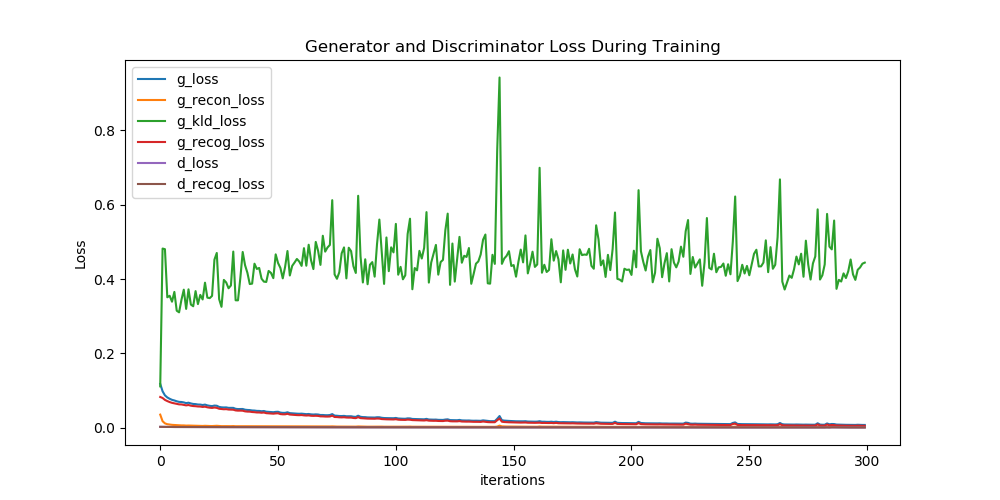 Generator and Discriminator Loss During Training
g_loss
g_recon_loss
g_kld_loss
g_recog_loss
d_loss
d_recog_loss
Loss
0.8
0.6
0.4
0.2
0.0
0 50 100 150 200 250 300
iterations